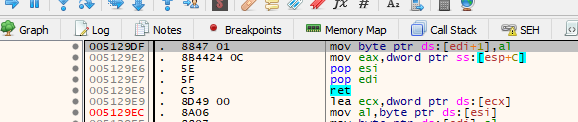 Graph Log Notes Breakpoints Memory Map Call Stack SEH
005129DF . 8847 01 mov byte ptr ds:[edi+1],al
005129E2 . 8B4424 0C mov eax,dword ptr ss:[esp+C]
005129E6 . 5E pop esi
005129E7 . 5F pop edi
005129E8 . C3 ret
005129E9 . 8D49 00 lea ecx,dword ptr ds:[ecx]
005129EC . 8A06 mov al,byte ptr ds:[esi]